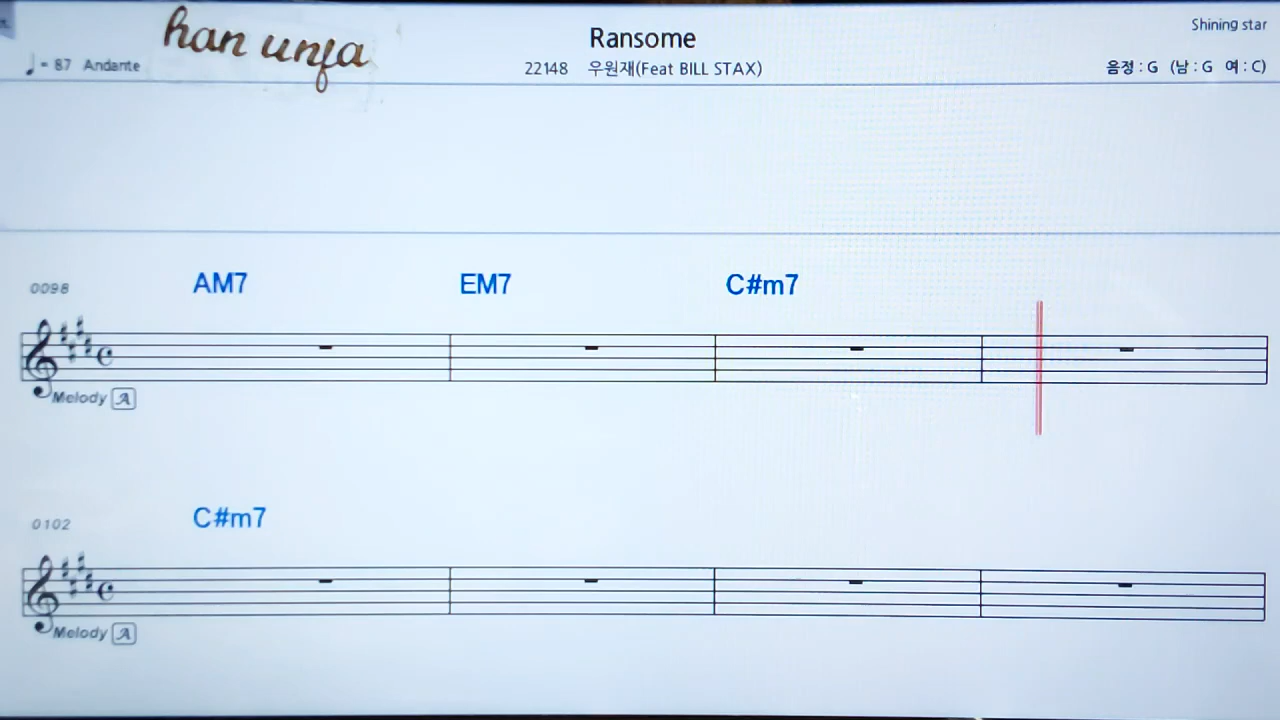 han unfa
Ransome
Shining star
♩= 87 Andante
22148 우원재(Feat BILL STAX)
음정 : G (남 : G 여 : C)
0098 AM7 EM7 C#m7
Melody A
0102 C#m7
Melody A